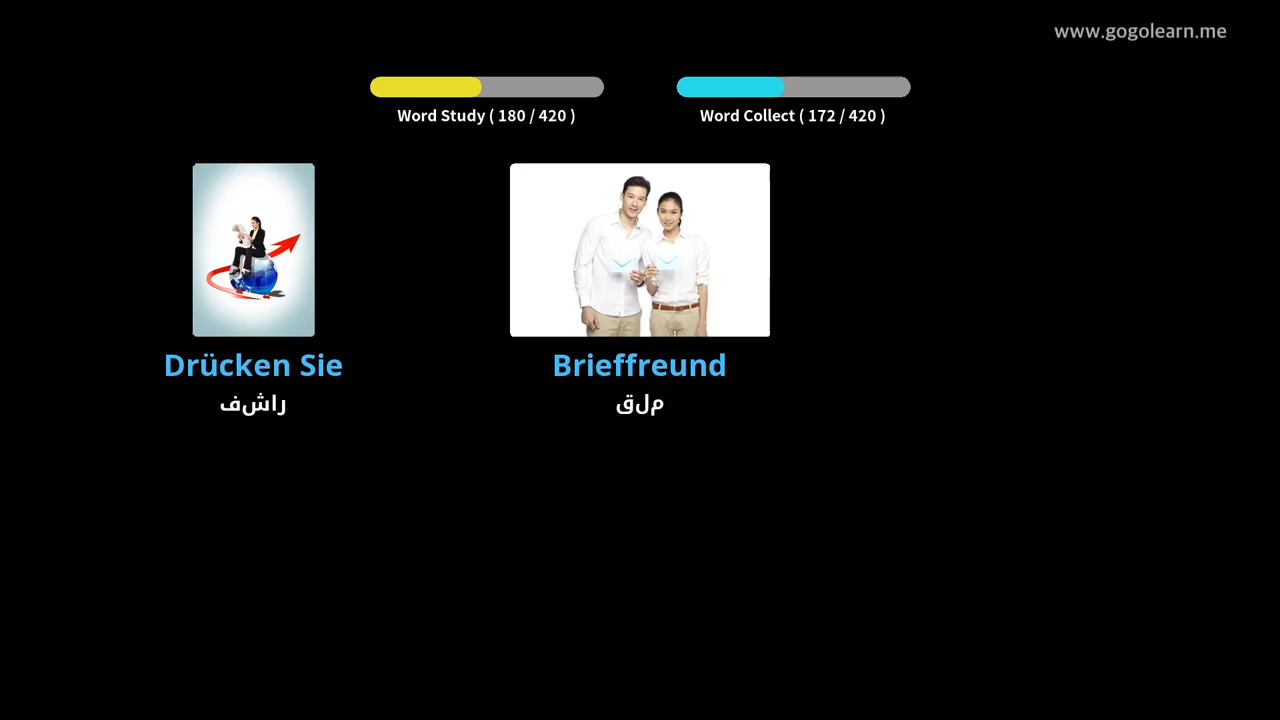 www.gogolearn.me
Word Study ( 180 / 420 )
Word Collect ( 172 / 420 )
Drücken Sie
راشف
Brieffreund
ملق